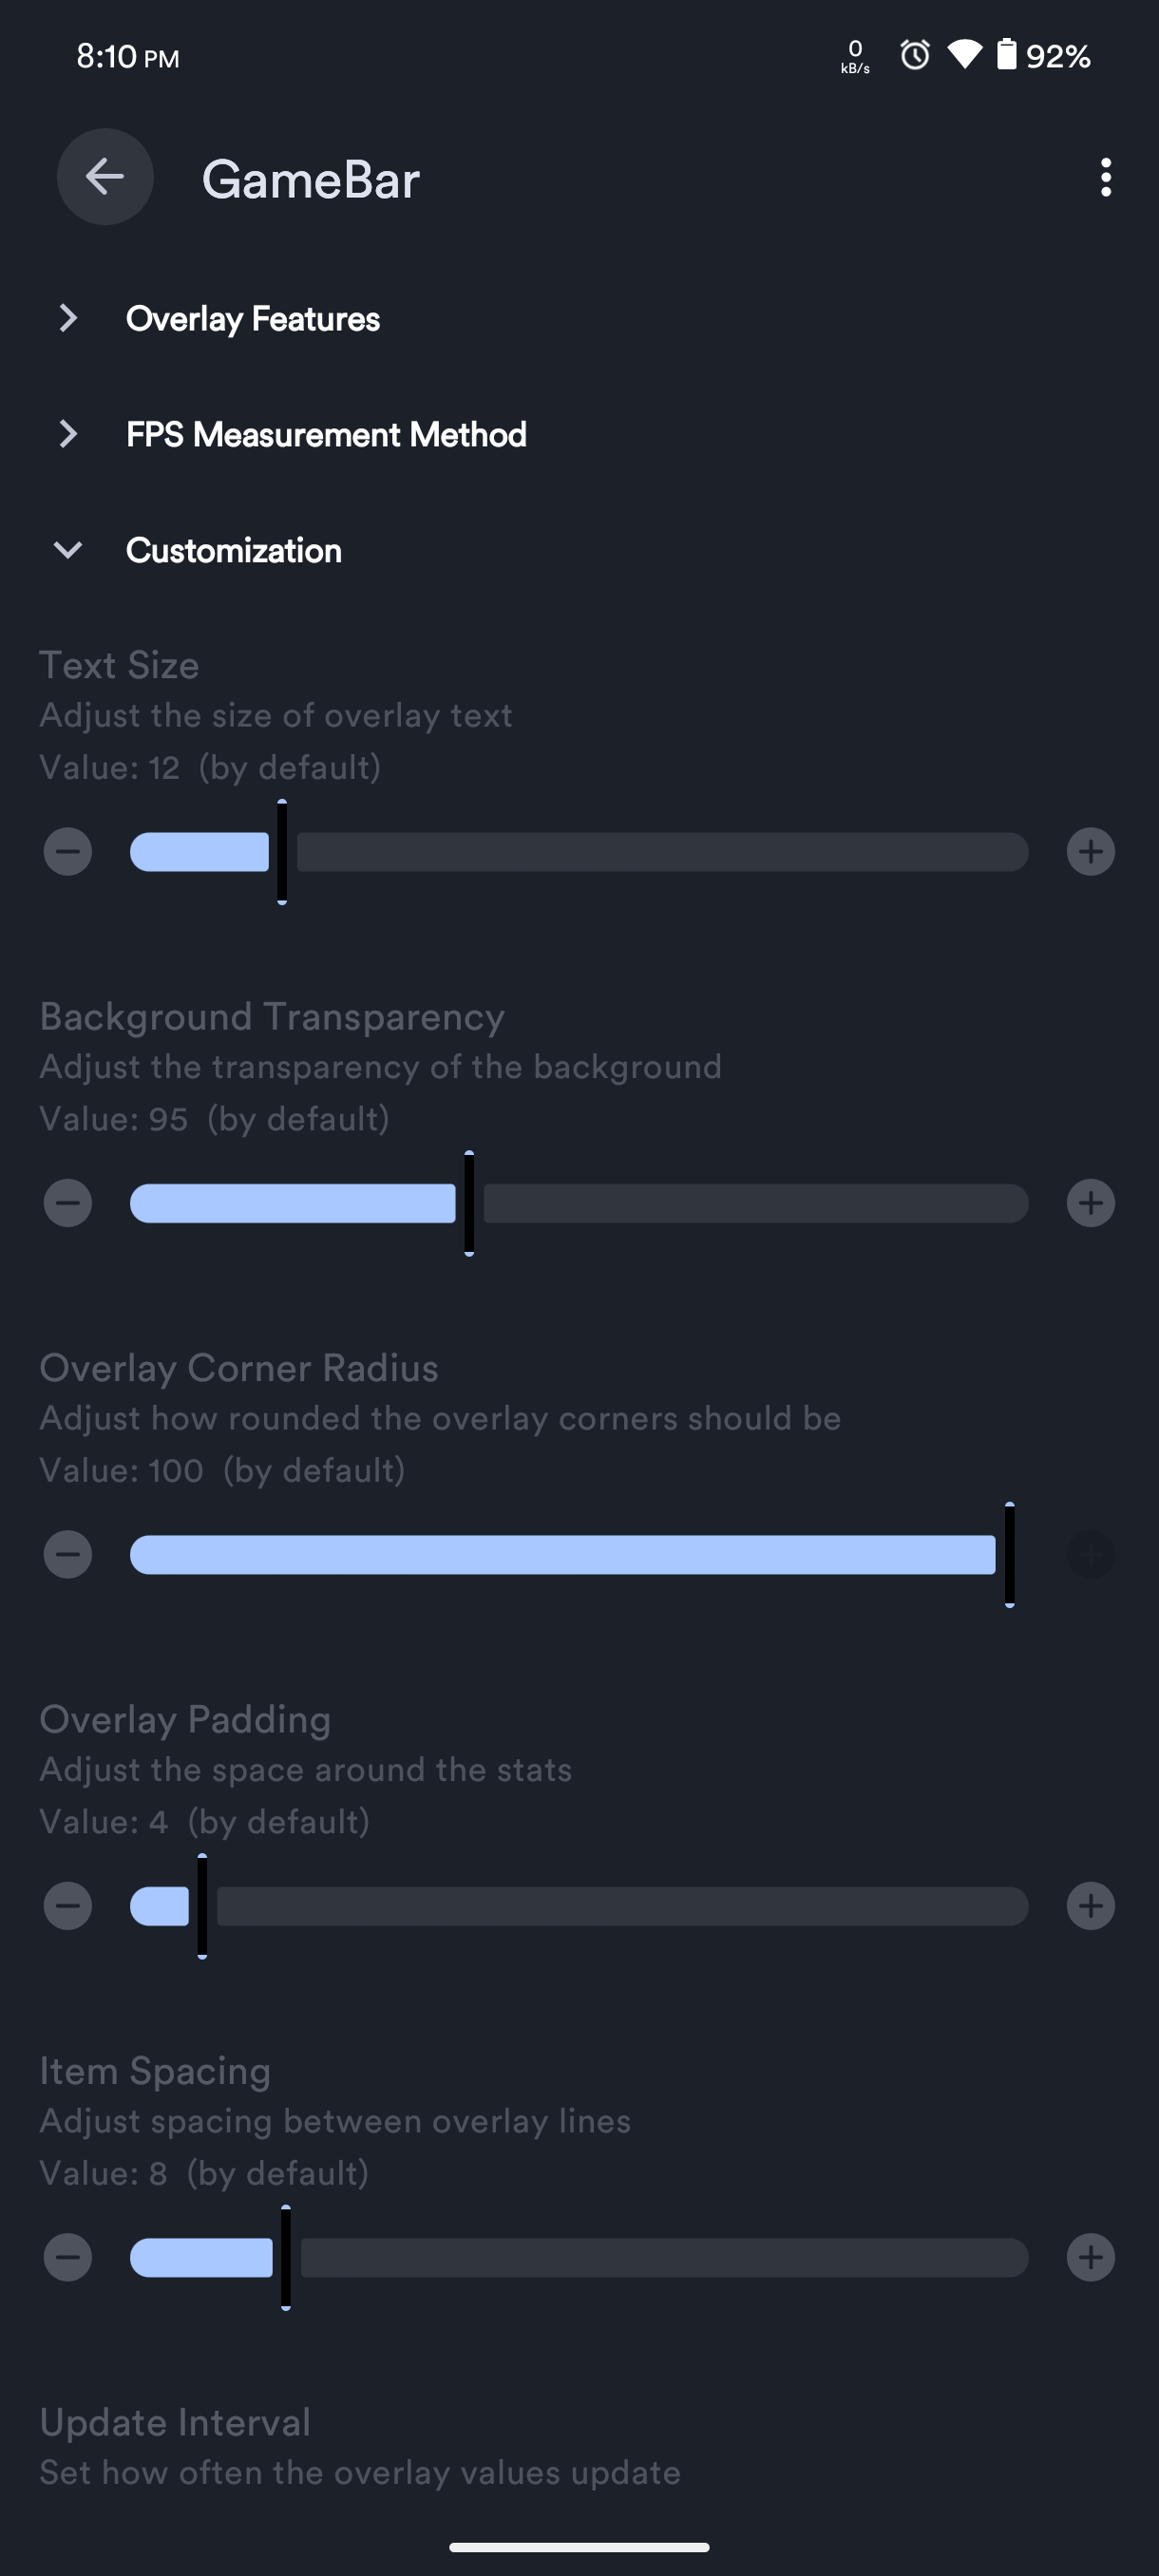 8:10 PM
0
kB/s
92%
GameBar
Overlay Features
FPS Measurement Method
Customization
Text Size
Adjust the size of overlay text
Value: 12  (by default)
Background Transparency
Adjust the transparency of the background
Value: 95  (by default)
Overlay Corner Radius
Adjust how rounded the overlay corners should be
Value: 100  (by default)
Overlay Padding
Adjust the space around the stats
Value: 4  (by default)
Item Spacing
Adjust spacing between overlay lines
Value: 8  (by default)
Update Interval
Set how often the overlay values update